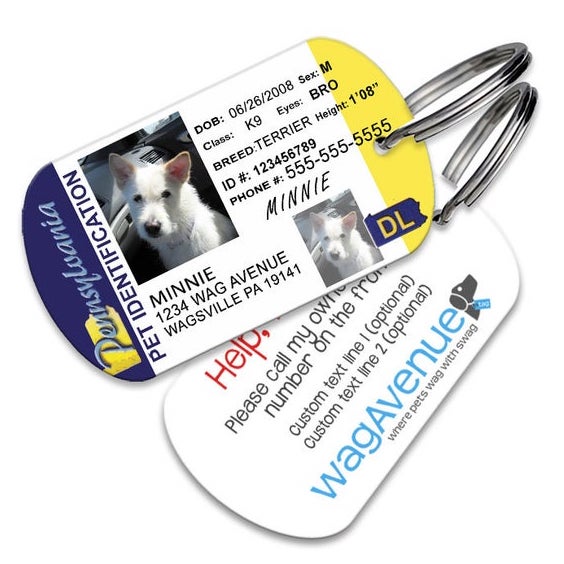 Pennsylvania
PET IDENTIFICATION
DOB: 06/26/2008 Sex: M
Class: K9 Eyes: BRO
BREED:TERRIER Height: 1'08"
ID #: 123456789
PHONE #: 555-555-5555
MINNIE
DL
MINNIE
1234 WAG AVENUE
WAGSVILLE PA 19141
Help,
Please call my owne
number on the fron
Custom text line 1 (optional)
Custom text line 2 (optional)
wagAvenue
tag
where pets wag with swag